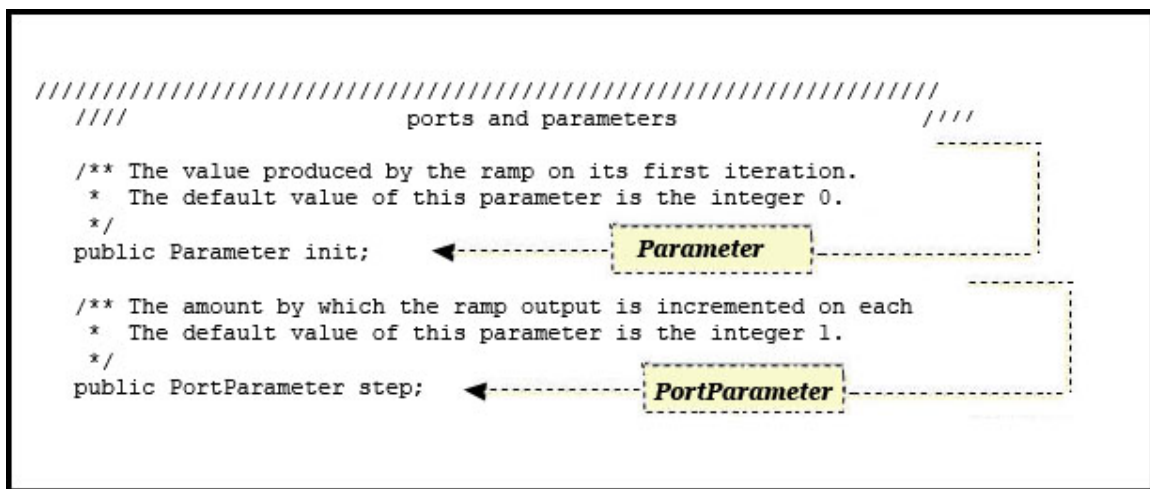 ///////////////////////////////////////////////////////////////////
//// ports and parameters ////
/** The value produced by the ramp on its first iteration.
* The default value of this parameter is the integer 0.
*/
public Parameter init; Parameter
/** The amount by which the ramp output is incremented on each
* The default value of this parameter is the integer 1.
*/
public PortParameter step; PortParameter